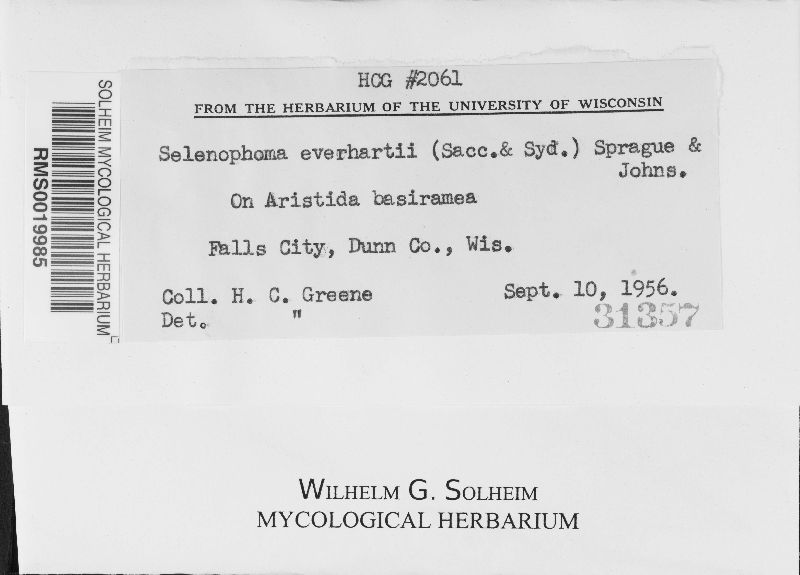 HCG #2061
FROM THE HERBARIUM OF THE UNIVERSITY OF WISCONSIN
Selenophoma everhartii (Sacc.& Syd.) Sprague &
Johns.
On Aristida basiramea
Falls City, Dunn Co., Wis.
Coll. H. C. Greene Sept. 10, 1956.
Det. "
31357
SOLHEIM MYCOLOGICAL HERBARIUM
RMS0019985
WILHELM G. SOLHEIM
MYCOLOGICAL HERBARIUM